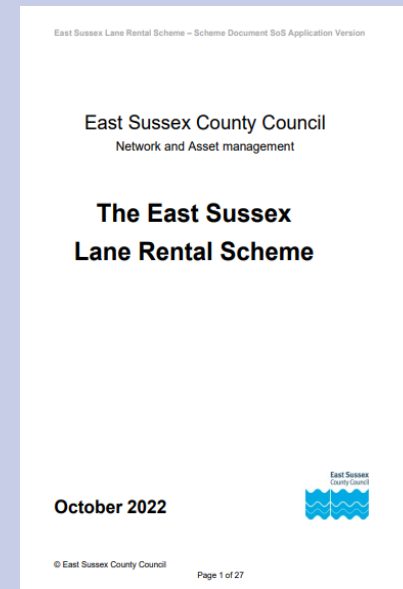 East Sussex Lane Rental Scheme – Scheme Document SoS Application Version
East Sussex County Council
Network and Asset management
The East Sussex
Lane Rental Scheme
East Sussex
County Council
October 2022
© East Sussex County Council
Page 1 of 27